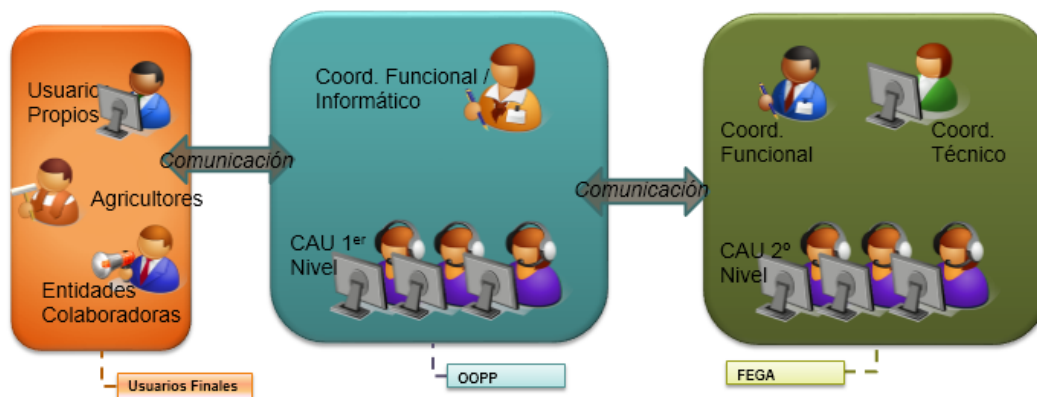 Usuario
Propios
Comunicación
Agricultores
Entidades
Colaboradoras
Usuarios Finales
Coord. Funcional /
Informático
CAU 1er
Nivel
OOPP
Comunicación
Coord.
Funcional
Coord.
Técnico
CAU 2º
Nivel
FEGA